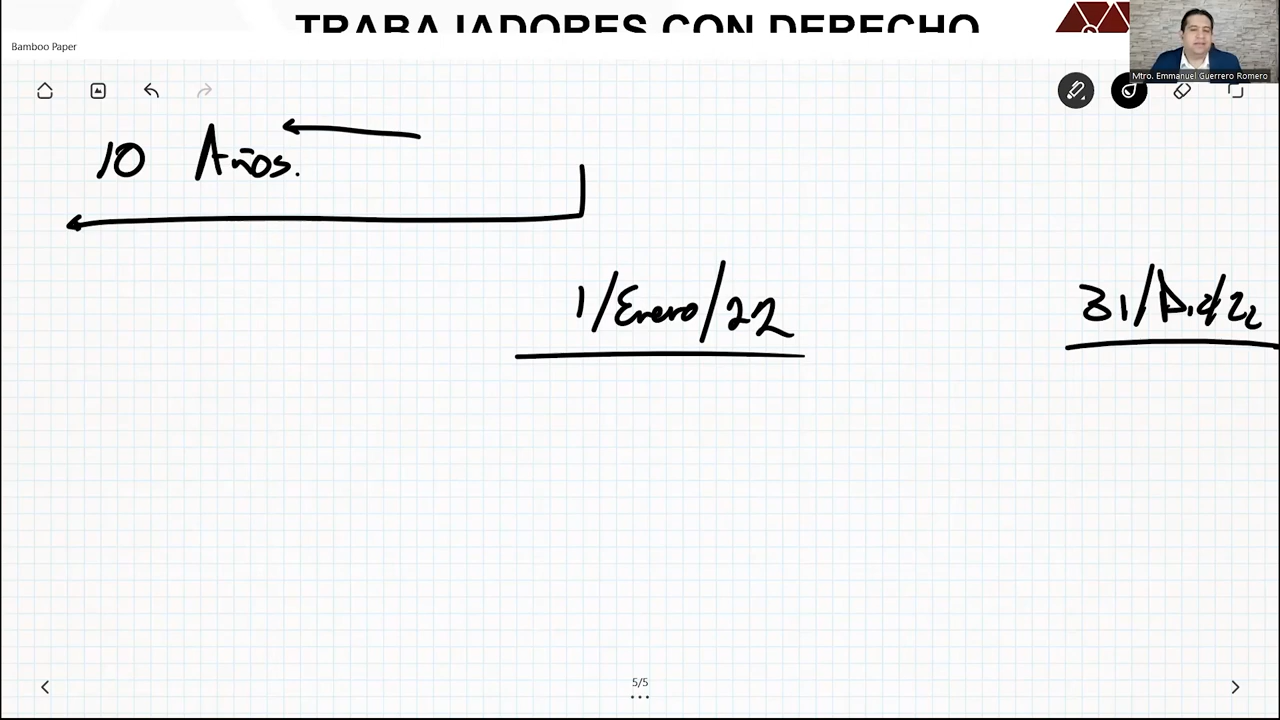 TRABAJADORES CON DERECHO
Bamboo Paper
Mtro. Emmanuel Guerrero Romero
10 Años.
1/Enero/22
31/Dic/22
5/5